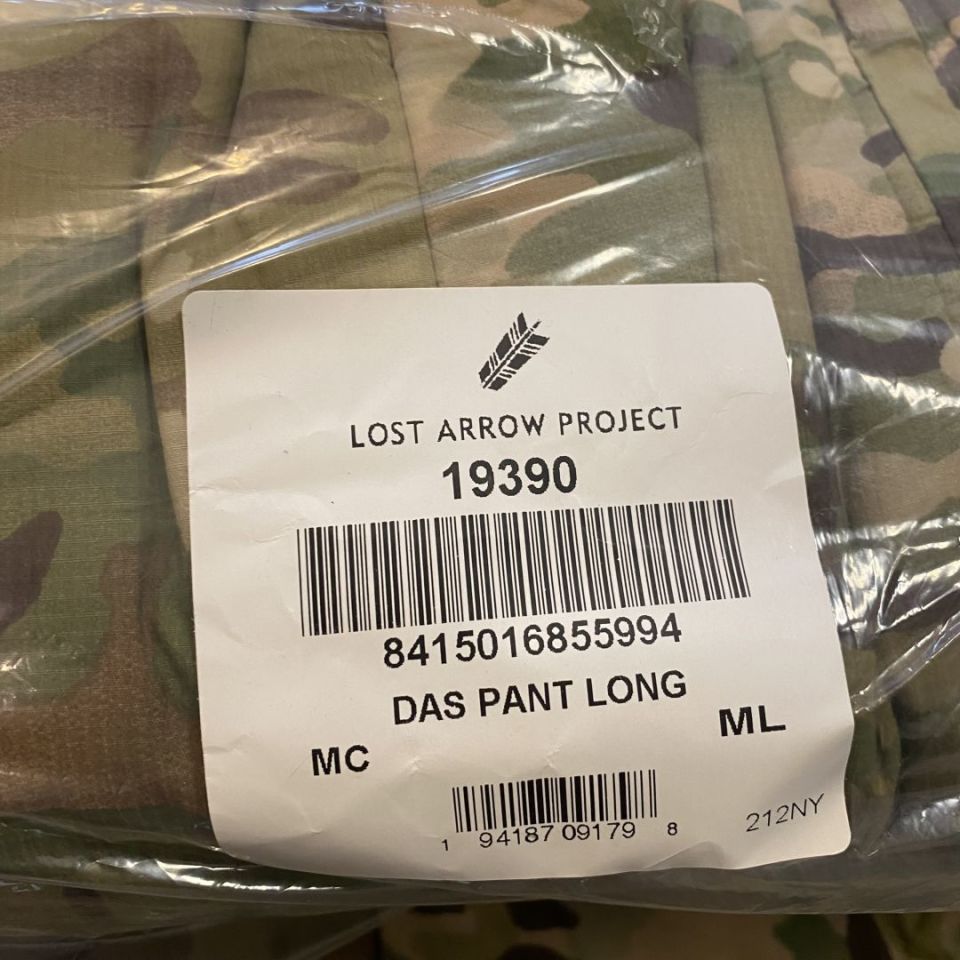 LOST ARROW PROJECT
19390
8415016855994
DAS PANT LONG
MC ML
1 94187 09179 8
212NY